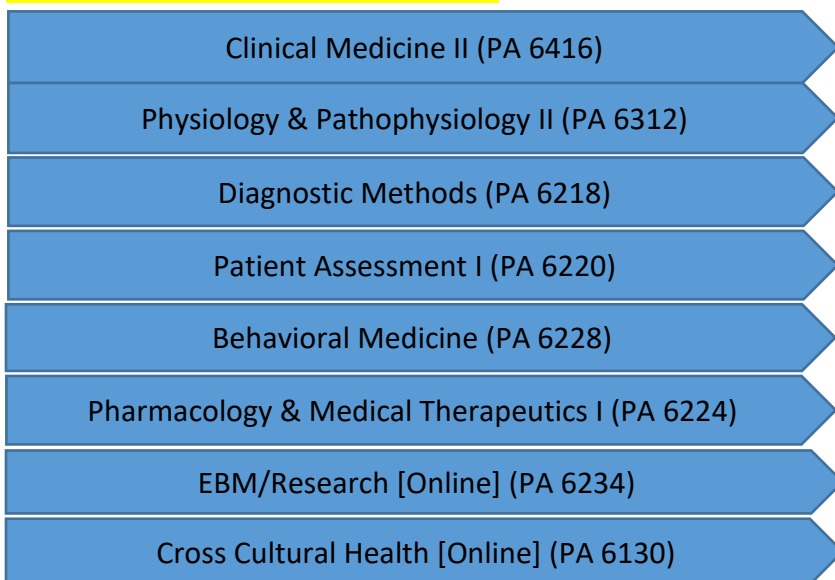 Clinical Medicine II (PA 6416)
Physiology & Pathophysiology II (PA 6312)
Diagnostic Methods (PA 6218)
Patient Assessment I (PA 6220)
Behavioral Medicine (PA 6228)
Pharmacology & Medical Therapeutics I (PA 6224)
EBM/Research [Online] (PA 6234)
Cross Cultural Health [Online] (PA 6130)